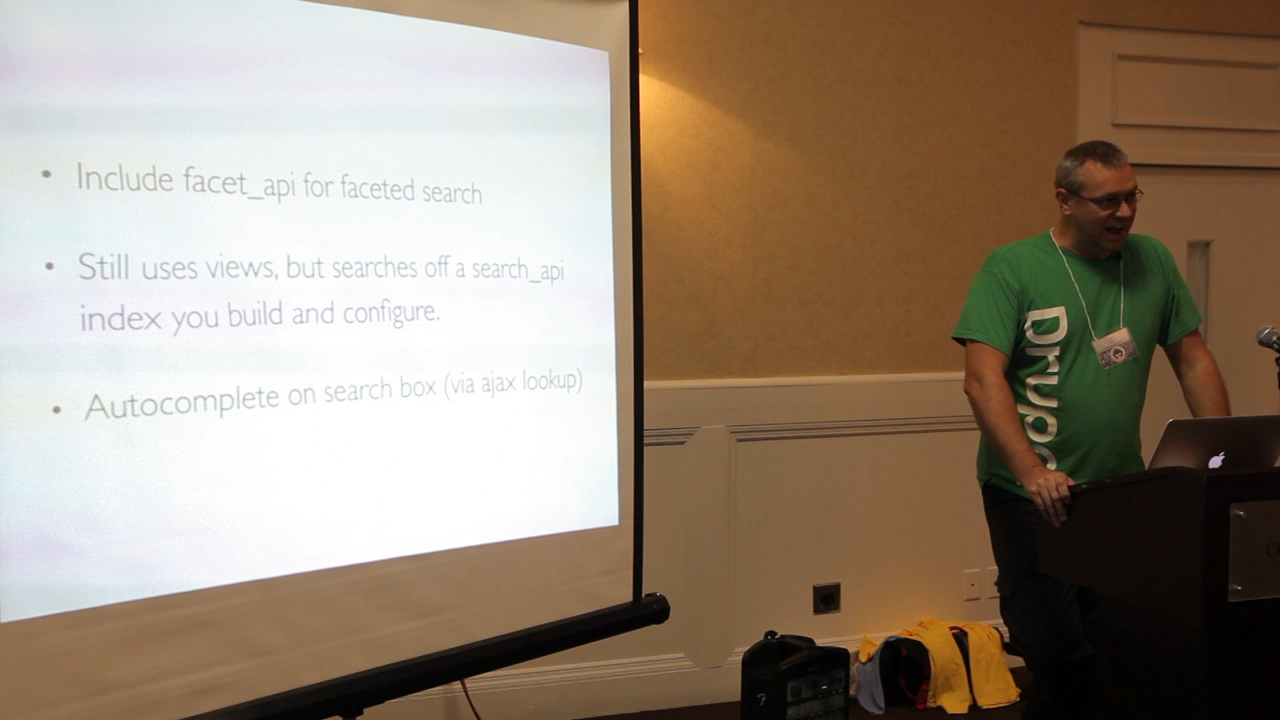 • Include facet_api for faceted search
• Still uses views, but searches off a search_api
index you build and configure.
• Autocomplete on search box (via ajax lookup)
Drupa